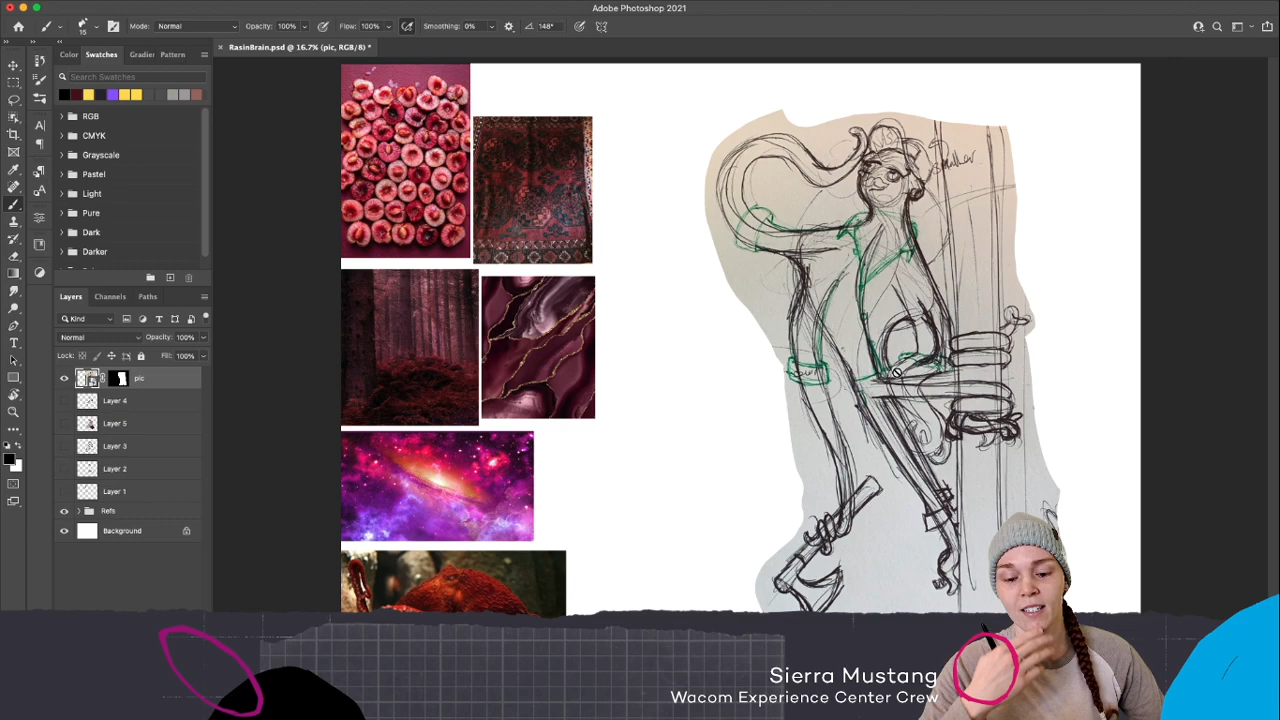 Adobe Photoshop 2021
15
Mode: Normal
Opacity: 100%
Flow: 100%
Smoothing: 0%
148°
Color Swatches Gradier Pattern
× RasinBrain.psd @ 16.7% (pic, RGB/8) *
Search Swatches
RGB
CMYK
Grayscale
Pastel
Light
Pure
Dark
Darker
Layers Channels Paths
Kind
Normal
Opacity: 100%
Lock:
Fill: 100%
pic
Layer 4
Layer 5
Layer 3
Layer 2
Layer 1
Refs
Background
Smaller
Sierra Mustang
Wacom Experience Center Crew